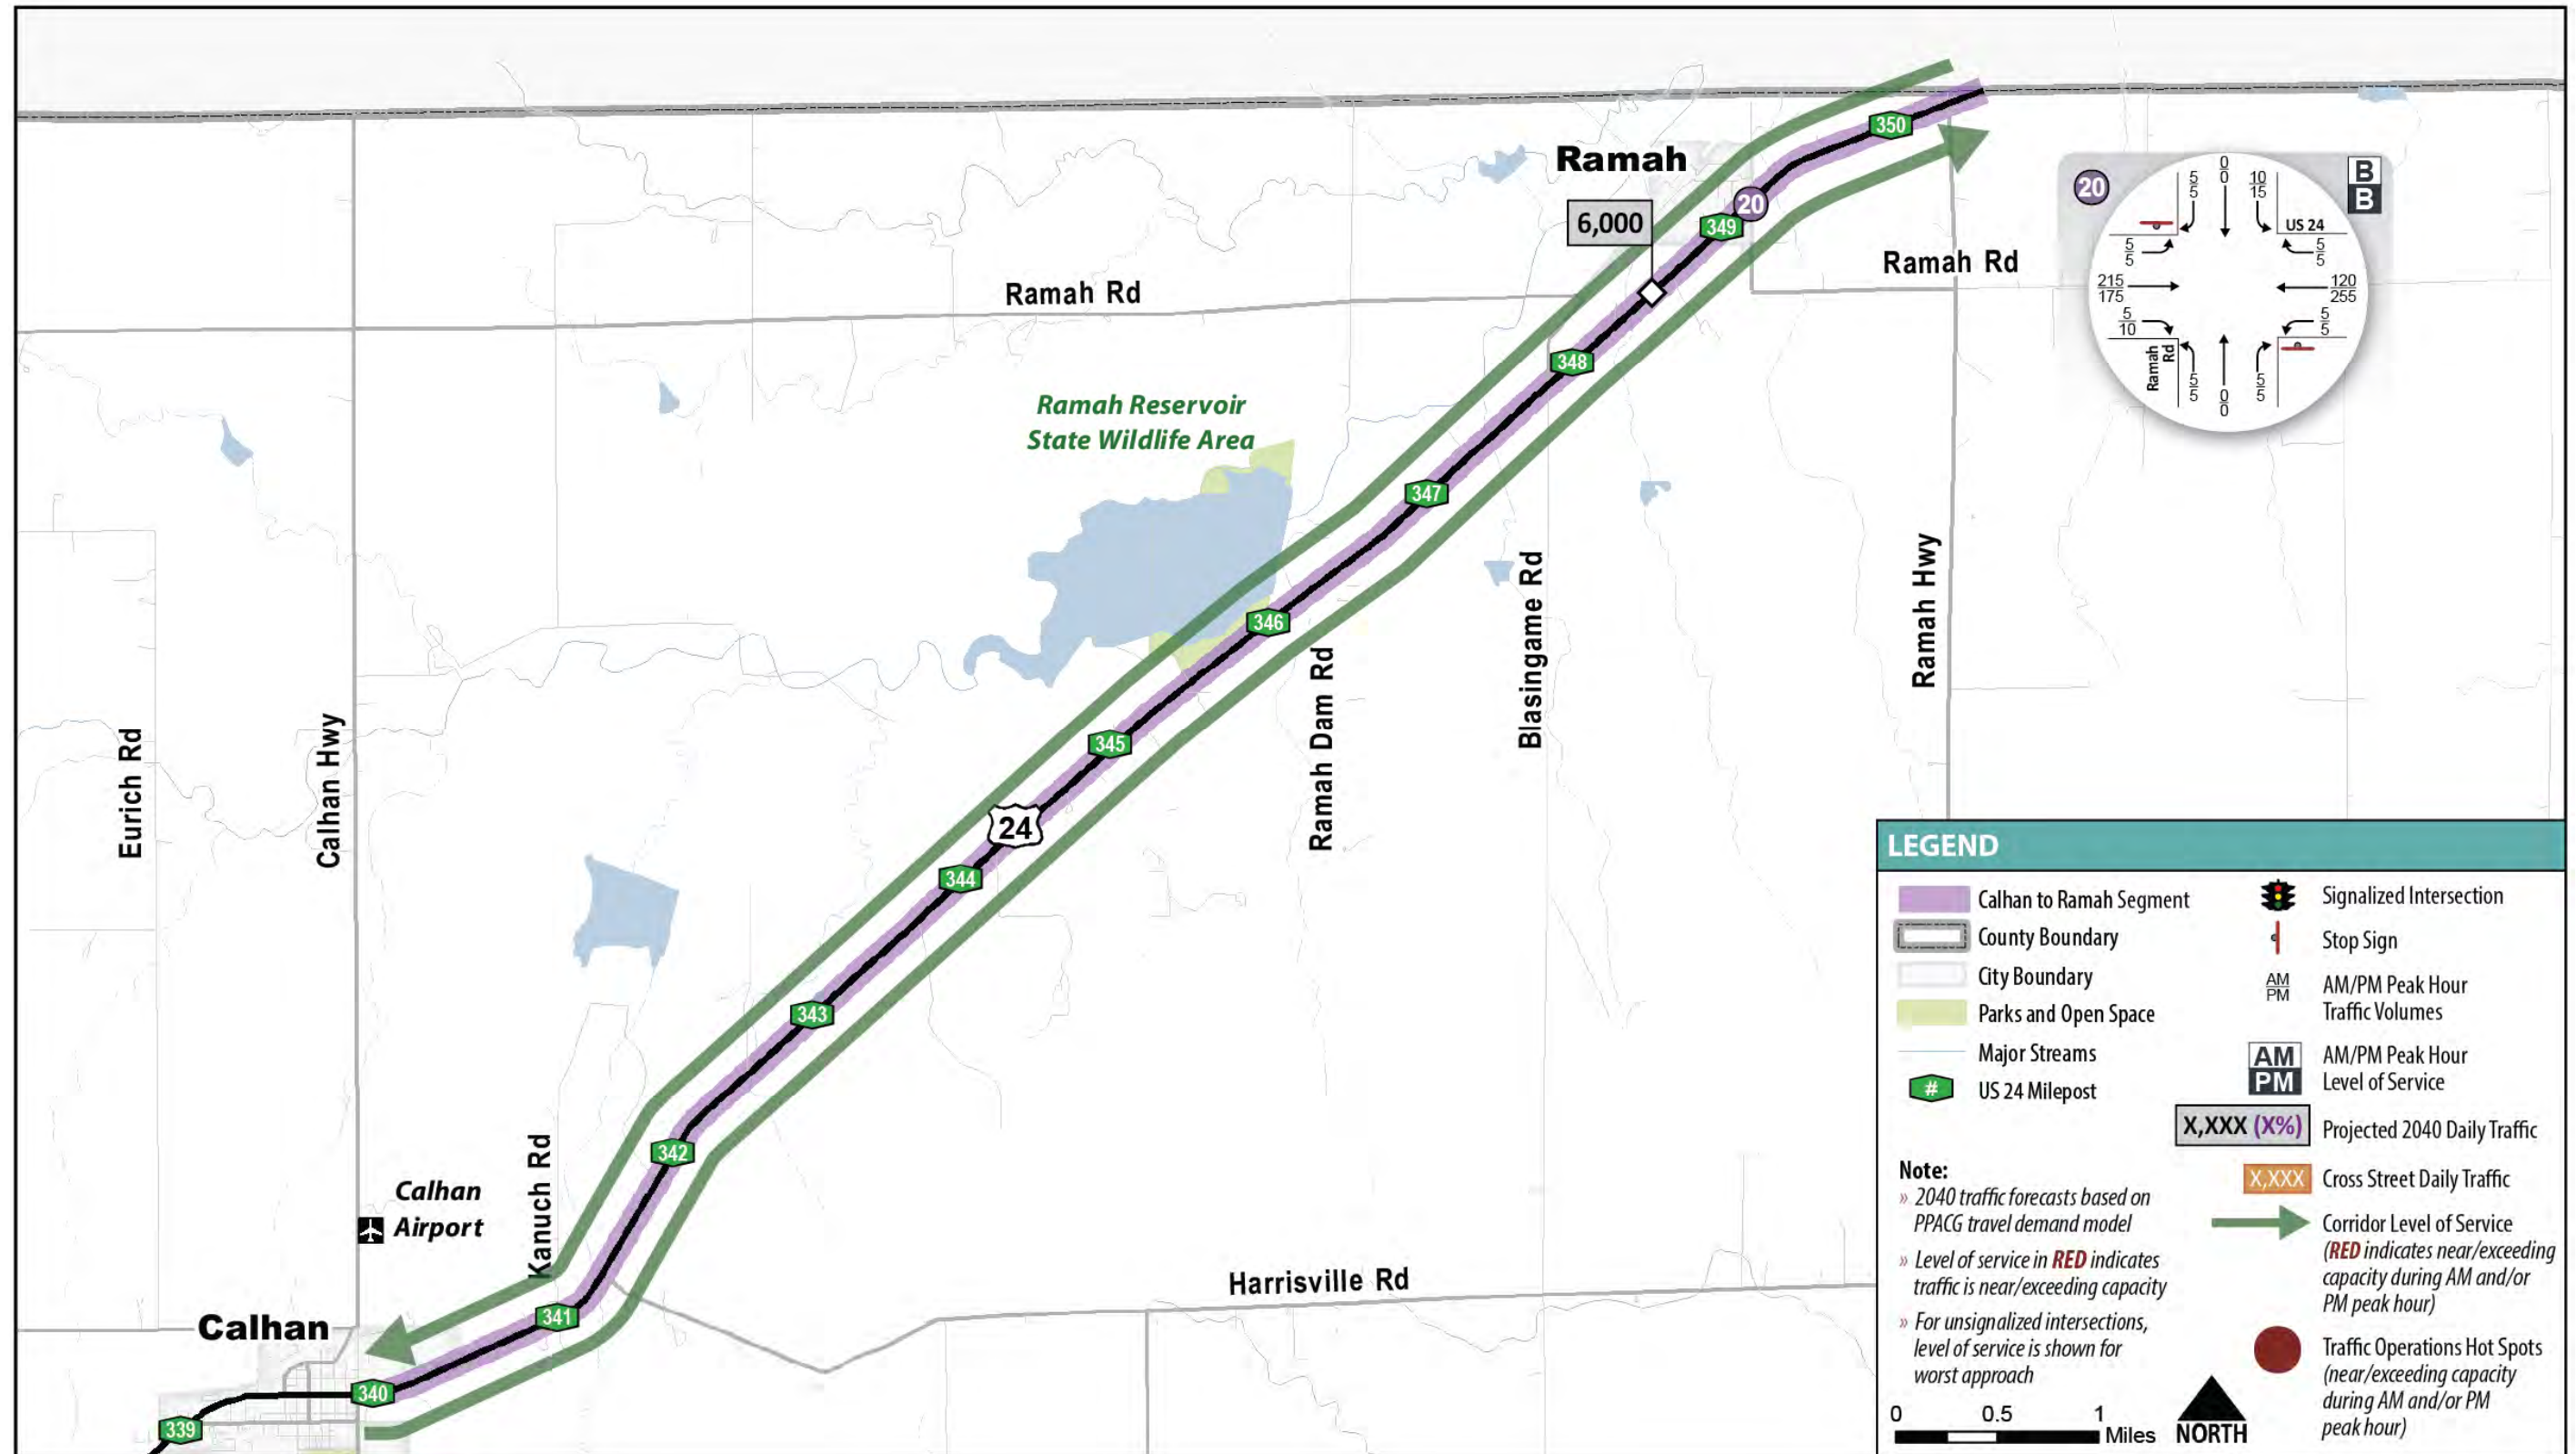 350
Ramah
20
6,000
349
Ramah Rd
Ramah Rd
348
Ramah Reservoir
State Wildlife Area
347
346
345
24
344
343
342
341
340
339
Eurich Rd
Calhan Hwy
Kanuch Rd
Ramah Dam Rd
Blasingame Rd
Ramah Hwy
Calhan
Airport
Calhan
Harrisville Rd
20
B
B
5
5
0
0
10
15
US 24
5
5
5
5
215
175
120
255
5
10
5
5
Ramah
Rd
5
5
0
0
5
5
LEGEND
Calhan to Ramah Segment
County Boundary
City Boundary
Parks and Open Space
Major Streams
# US 24 Milepost
Note:
» 2040 traffic forecasts based on
PPACG travel demand model
» Level of service in RED indicates
traffic is near/exceeding capacity
» For unsignalized intersections,
level of service is shown for
worst approach
0 0.5 1
Miles
NORTH
Signalized Intersection
Stop Sign
AM
PM
AM/PM Peak Hour
Traffic Volumes
AM
PM
AM/PM Peak Hour
Level of Service
X,XXX (X%) Projected 2040 Daily Traffic
X,XXX Cross Street Daily Traffic
Corridor Level of Service
(RED indicates near/exceeding
capacity during AM and/or
PM peak hour)
Traffic Operations Hot Spots
(near/exceeding capacity
during AM and/or PM
peak hour)